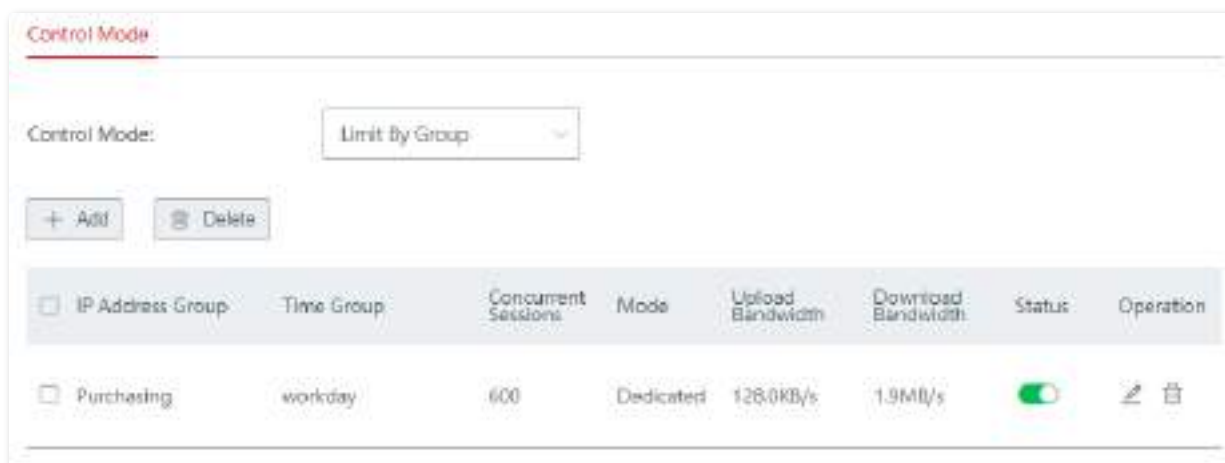 Control Mode
Control Mode: Limit By Group
+ Add Delete
IP Address Group Time Group Concurrent Sessions Mode Upload Bandwidth Download Bandwidth Status Operation
Purchasing workday 600 Dedicated 128.0KB/s 1.9MB/s